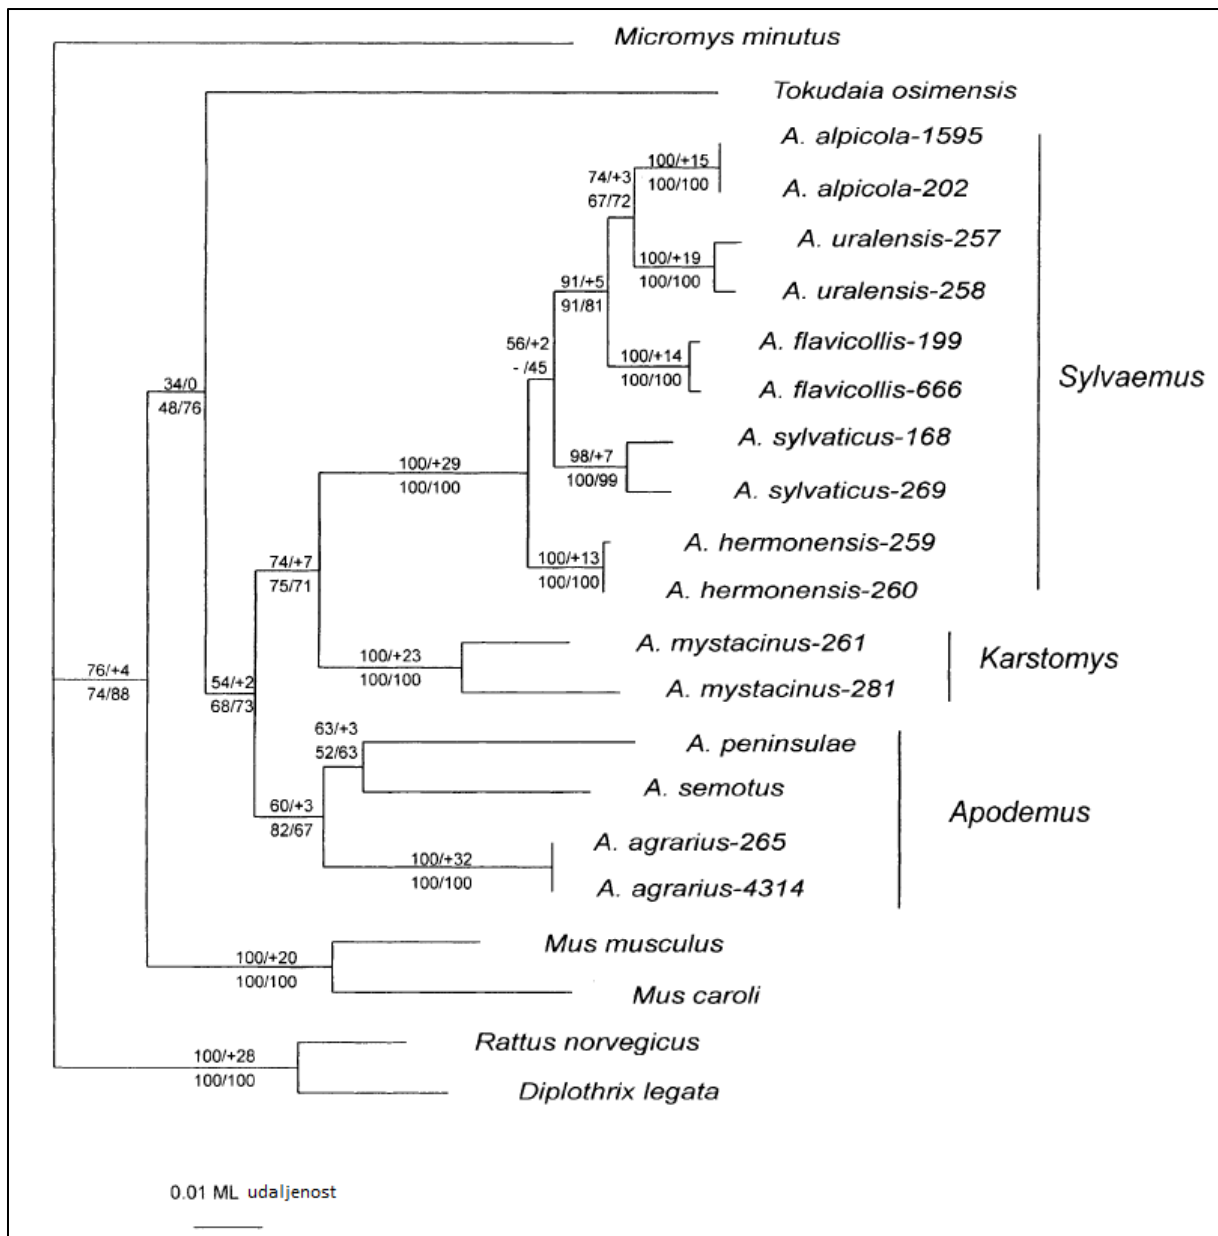 Micromys minutus
Tokudaia osimensis
A. alpicola-1595
100/+15
100/100
74/+3
67/72
A. alpicola-202
A. uralensis-257
100/+19
100/100
91/+5
91/81
A. uralensis-258
A. flavicollis-199
56/+2
- /45
100/+14
100/100
Sylvaemus
34/0
48/76
A. flavicollis-666
A. sylvaticus-168
98/+7
100/99
100/+29
100/100
A. sylvaticus-269
A. hermonensis-259
74/+7
75/71
100/+13
100/100
A. hermonensis-260
A. mystacinus-261
76/+4
74/88
54/+2
68/73
100/+23
100/100
Karstomys
A. mystacinus-281
63/+3
52/63
A. peninsulae
A. semotus
60/+3
82/67
Apodemus
A. agrarius-265
100/+32
100/100
A. agrarius-4314
Mus musculus
100/+20
100/100
Mus caroli
Rattus norvegicus
100/+28
100/100
Diplothrix legata
0.01 ML udaljenost